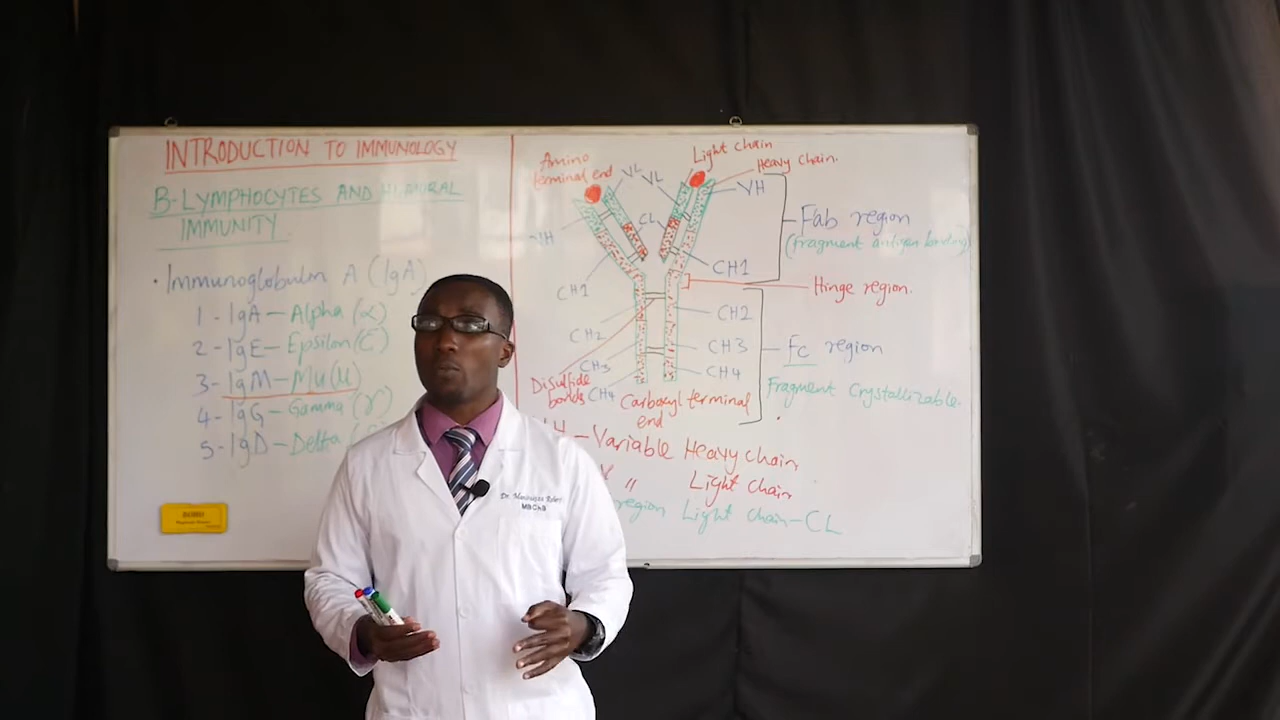 INTRODUCTION TO IMMUNOLOGY
B-LYMPHOCYTES AND HUMORAL
IMMUNITY
• Immunoglobulin A (IgA)
1 - IgA - Alpha (α)
2 - IgE - Epsilon (Ɛ)
3 - IgM - Mu (μ)
4 - IgG - Gamma (γ)
5 - IgD - Delta
Amino
terminal end
VL
VL
Light chain
Heavy chain.
VH
VH
CL
Fab region
(fragment antigen binding)
CH1
CH1
Hinge region.
CH2
CH2
CH3
CH3
Fc region
CH4
CH4
Fragment Crystallizable.
Disulfide
bonds
Carboxyl terminal
end
- Variable Heavy chain
" Light chain
region Light chain - CL
Dr.
MBChB